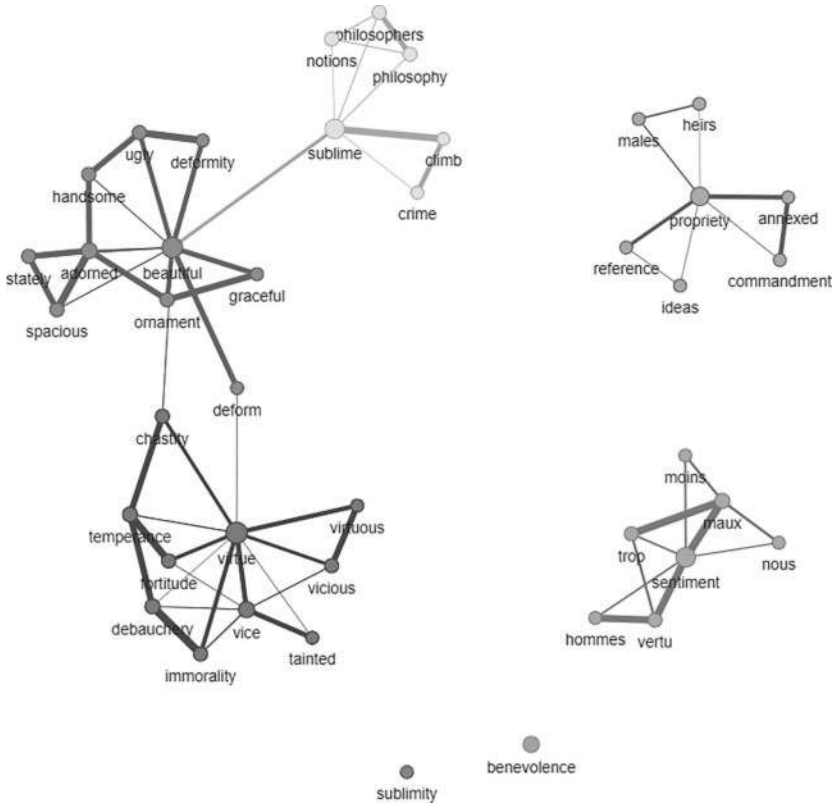 philosophers
notions
philosophy
heirs
males
ugly
deformity
sublime
climb
handsome
crime
propriety
annexed
stately
adorned
beautiful
reference
commandment
graceful
ideas
ornament
spacious
deform
chastity
moins
maux
temperance
virtue
virtuous
trop
nous
fortitude
vicious
sentiment
debauchery
vice
tainted
hommes
vertu
immorality
benevolence
sublimity